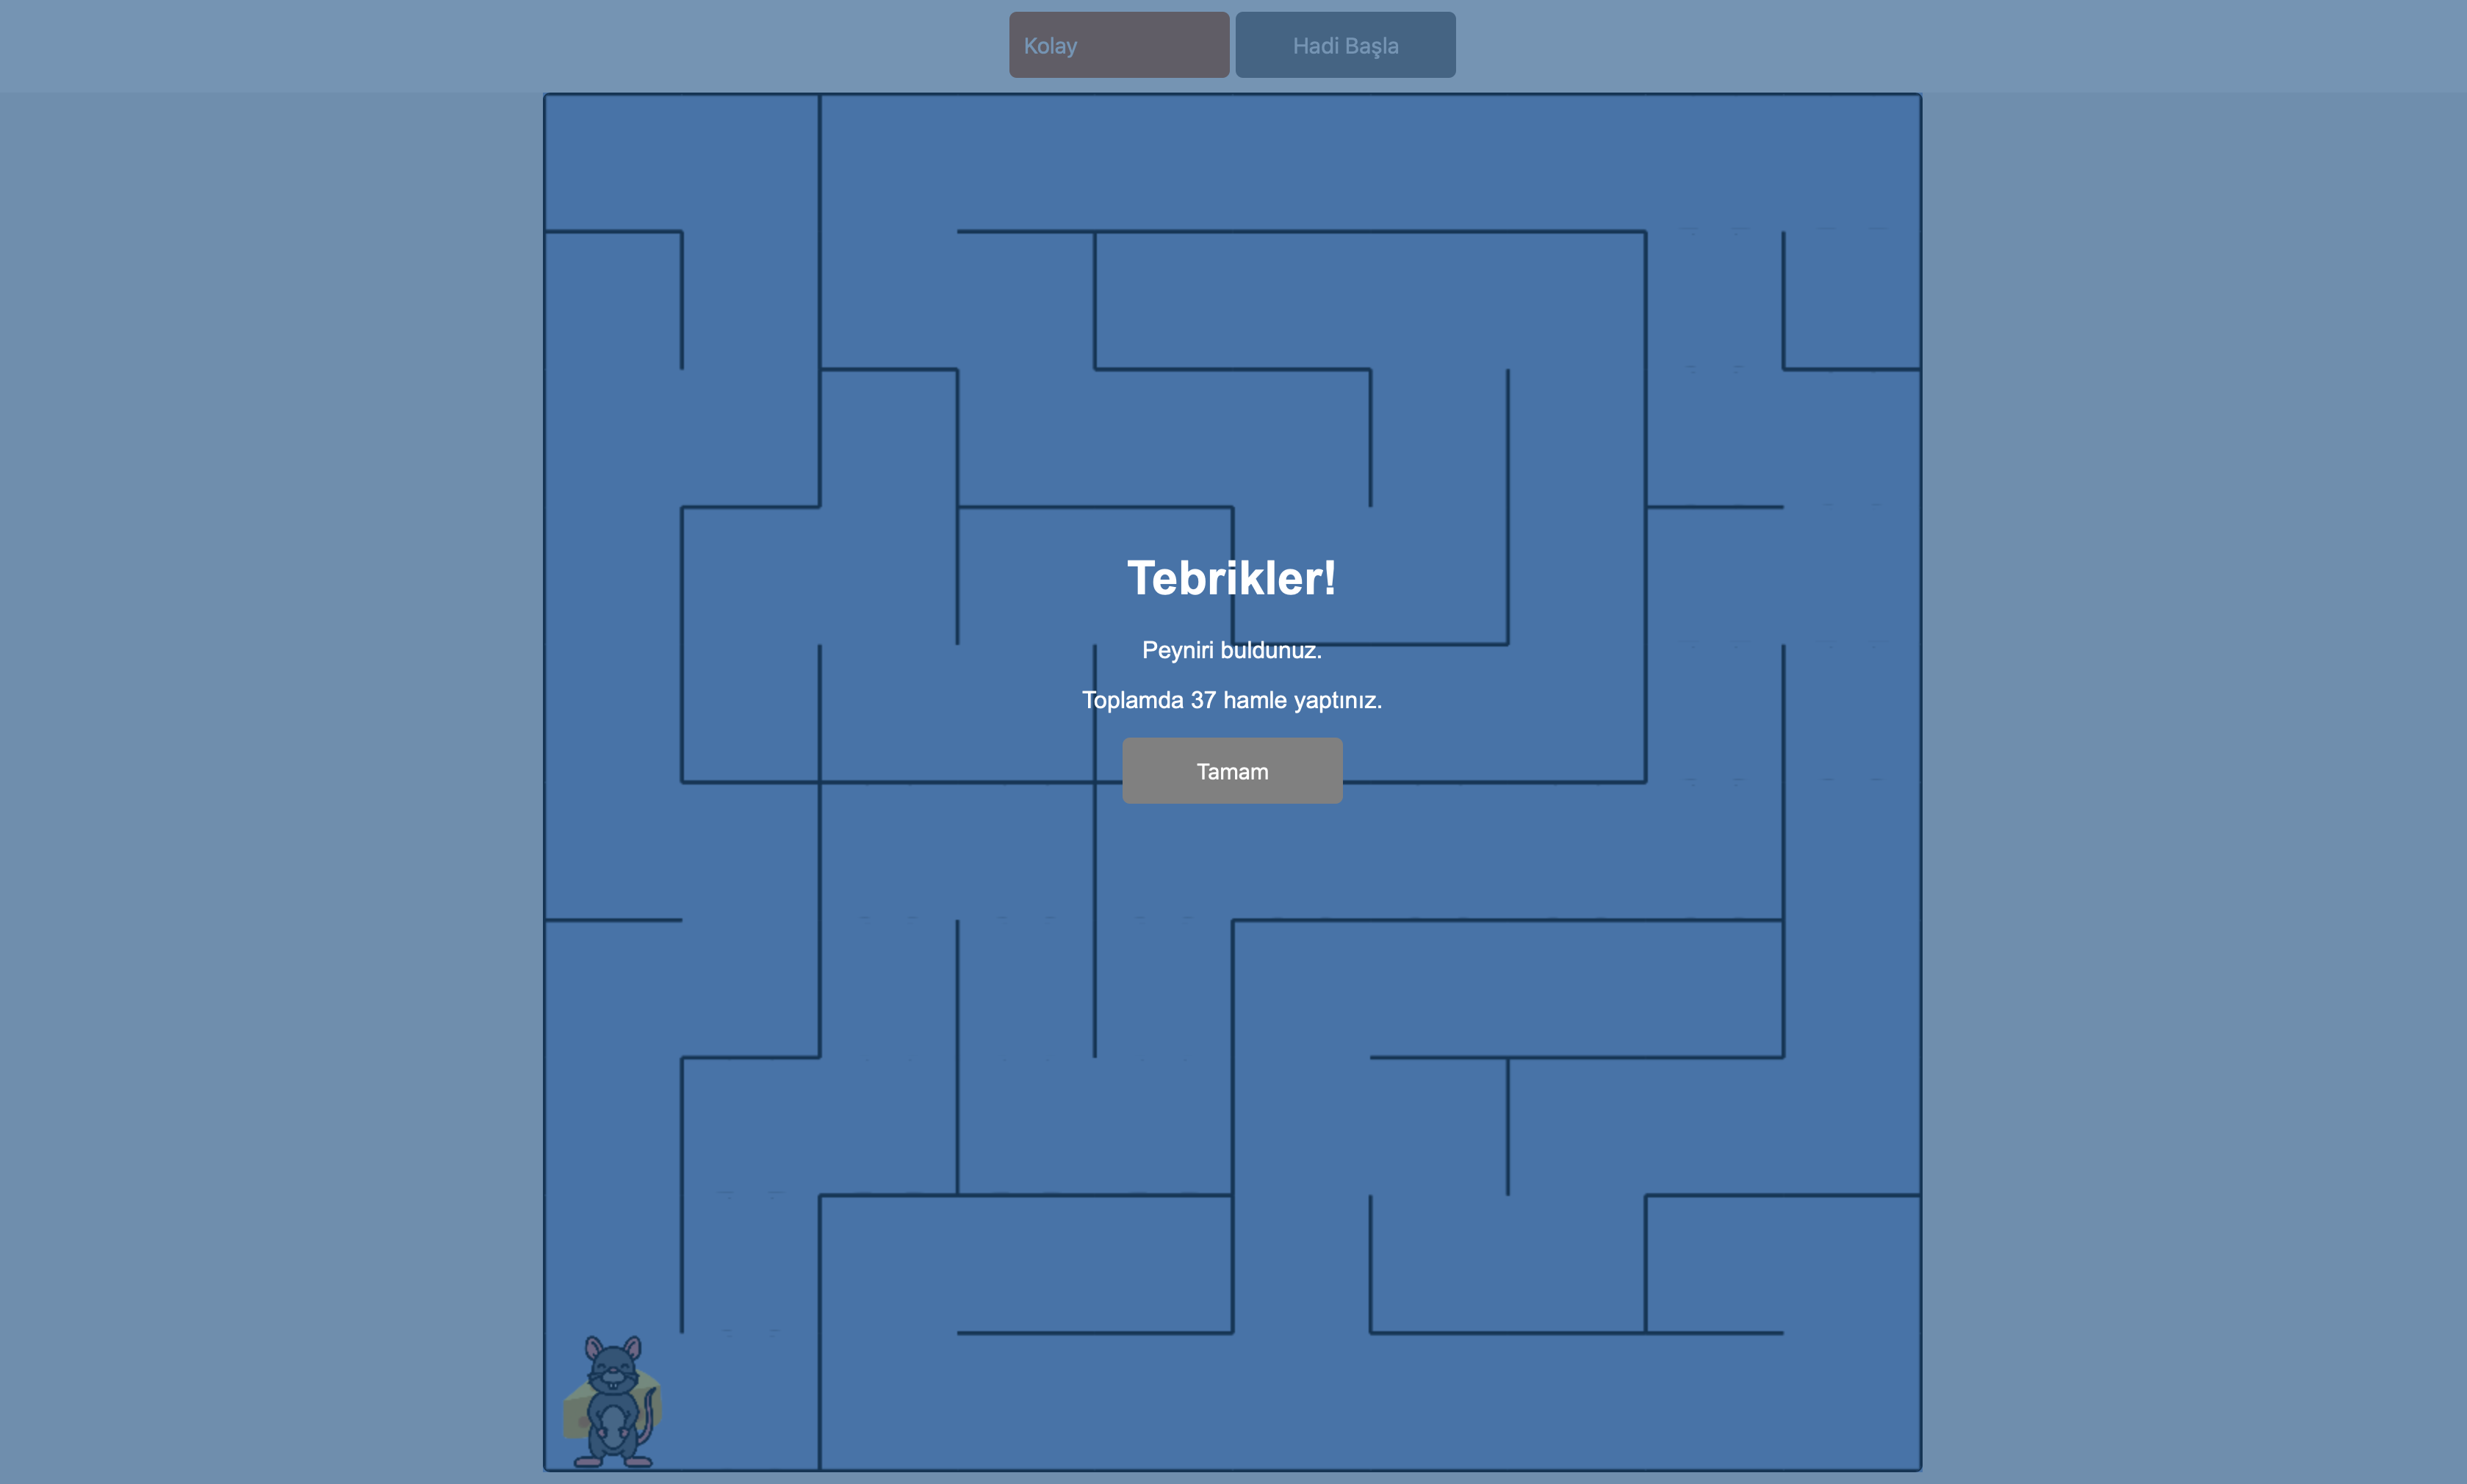 Kolay
Hadi Başla
Tebrikler!
Peyniri buldunuz.
Toplamda 37 hamle yaptınız.
Tamam